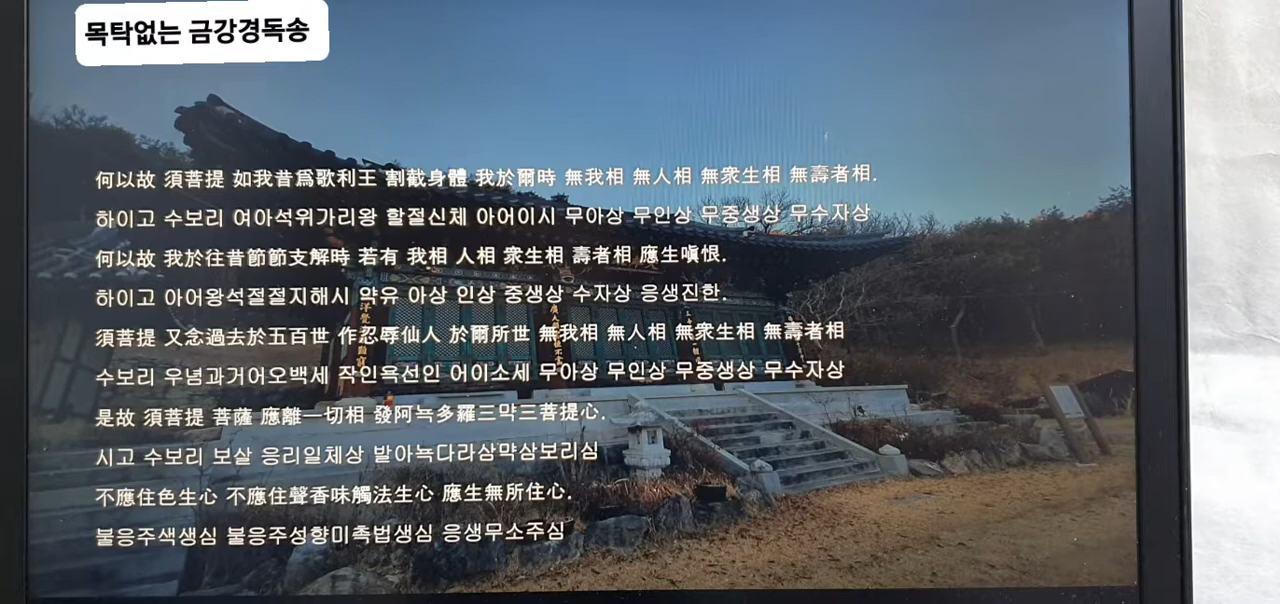 목탁없는 금강경독송
何以故 須菩提 如我昔爲歌利王 割截身體 我於爾時 無我相 無人相 無衆生相 無壽者相.
하이고 수보리 여아석위가리왕 할절신체 아어이시 무아상 무인상 무중생상 무수자상
何以故 我於往昔節節支解時 若有 我相 人相 衆生相 壽者相 應生嗔恨.
하이고 아어왕석절절지해시 약유 아상 인상 중생상 수자상 응생진한.
須菩提 又念過去於五百世 作忍辱仙人 於爾所世 無我相 無人相 無衆生相 無壽者相
수보리 우념과거어오백세 작인욕선인 어이소세 무아상 무인상 무중생상 무수자상
是故 須菩提 菩薩 應離一切相 發阿뇩多羅三먁三菩提心.
시고 수보리 보살 응리일체상 발아뇩다라삼먁삼보리심
不應住色生心 不應住聲香味觸法生心 應生無所住心.
불응주색생심 불응주성향미촉법생심 응생무소주심